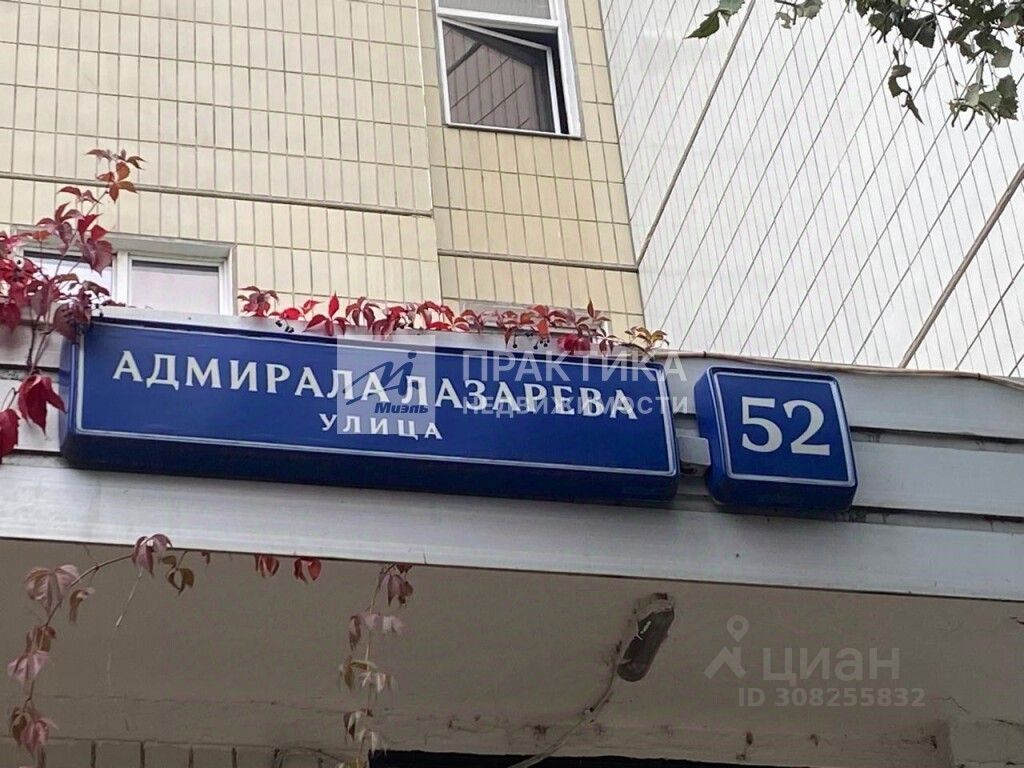 АДМИРАЛА ЛАЗАРЕВА
УЛИЦА
52
Миэль
ПРАКТИКА
НЕДВИЖИМОСТИ
циан
ID 308255832